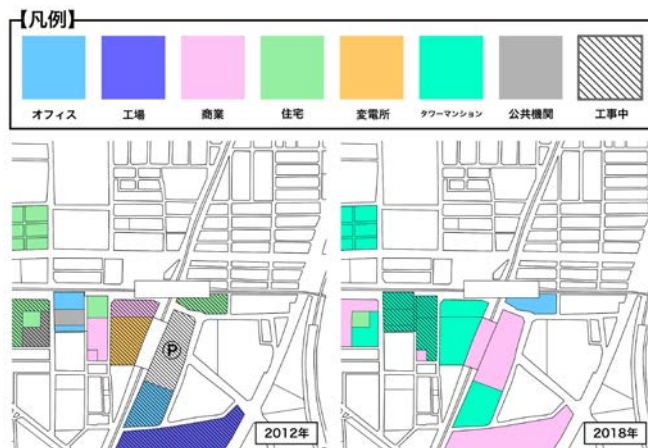 【凡例】
オフィス
工場
商業
住宅
変電所
タワーマンション
公共機関
工事中
P
2012年
2018年